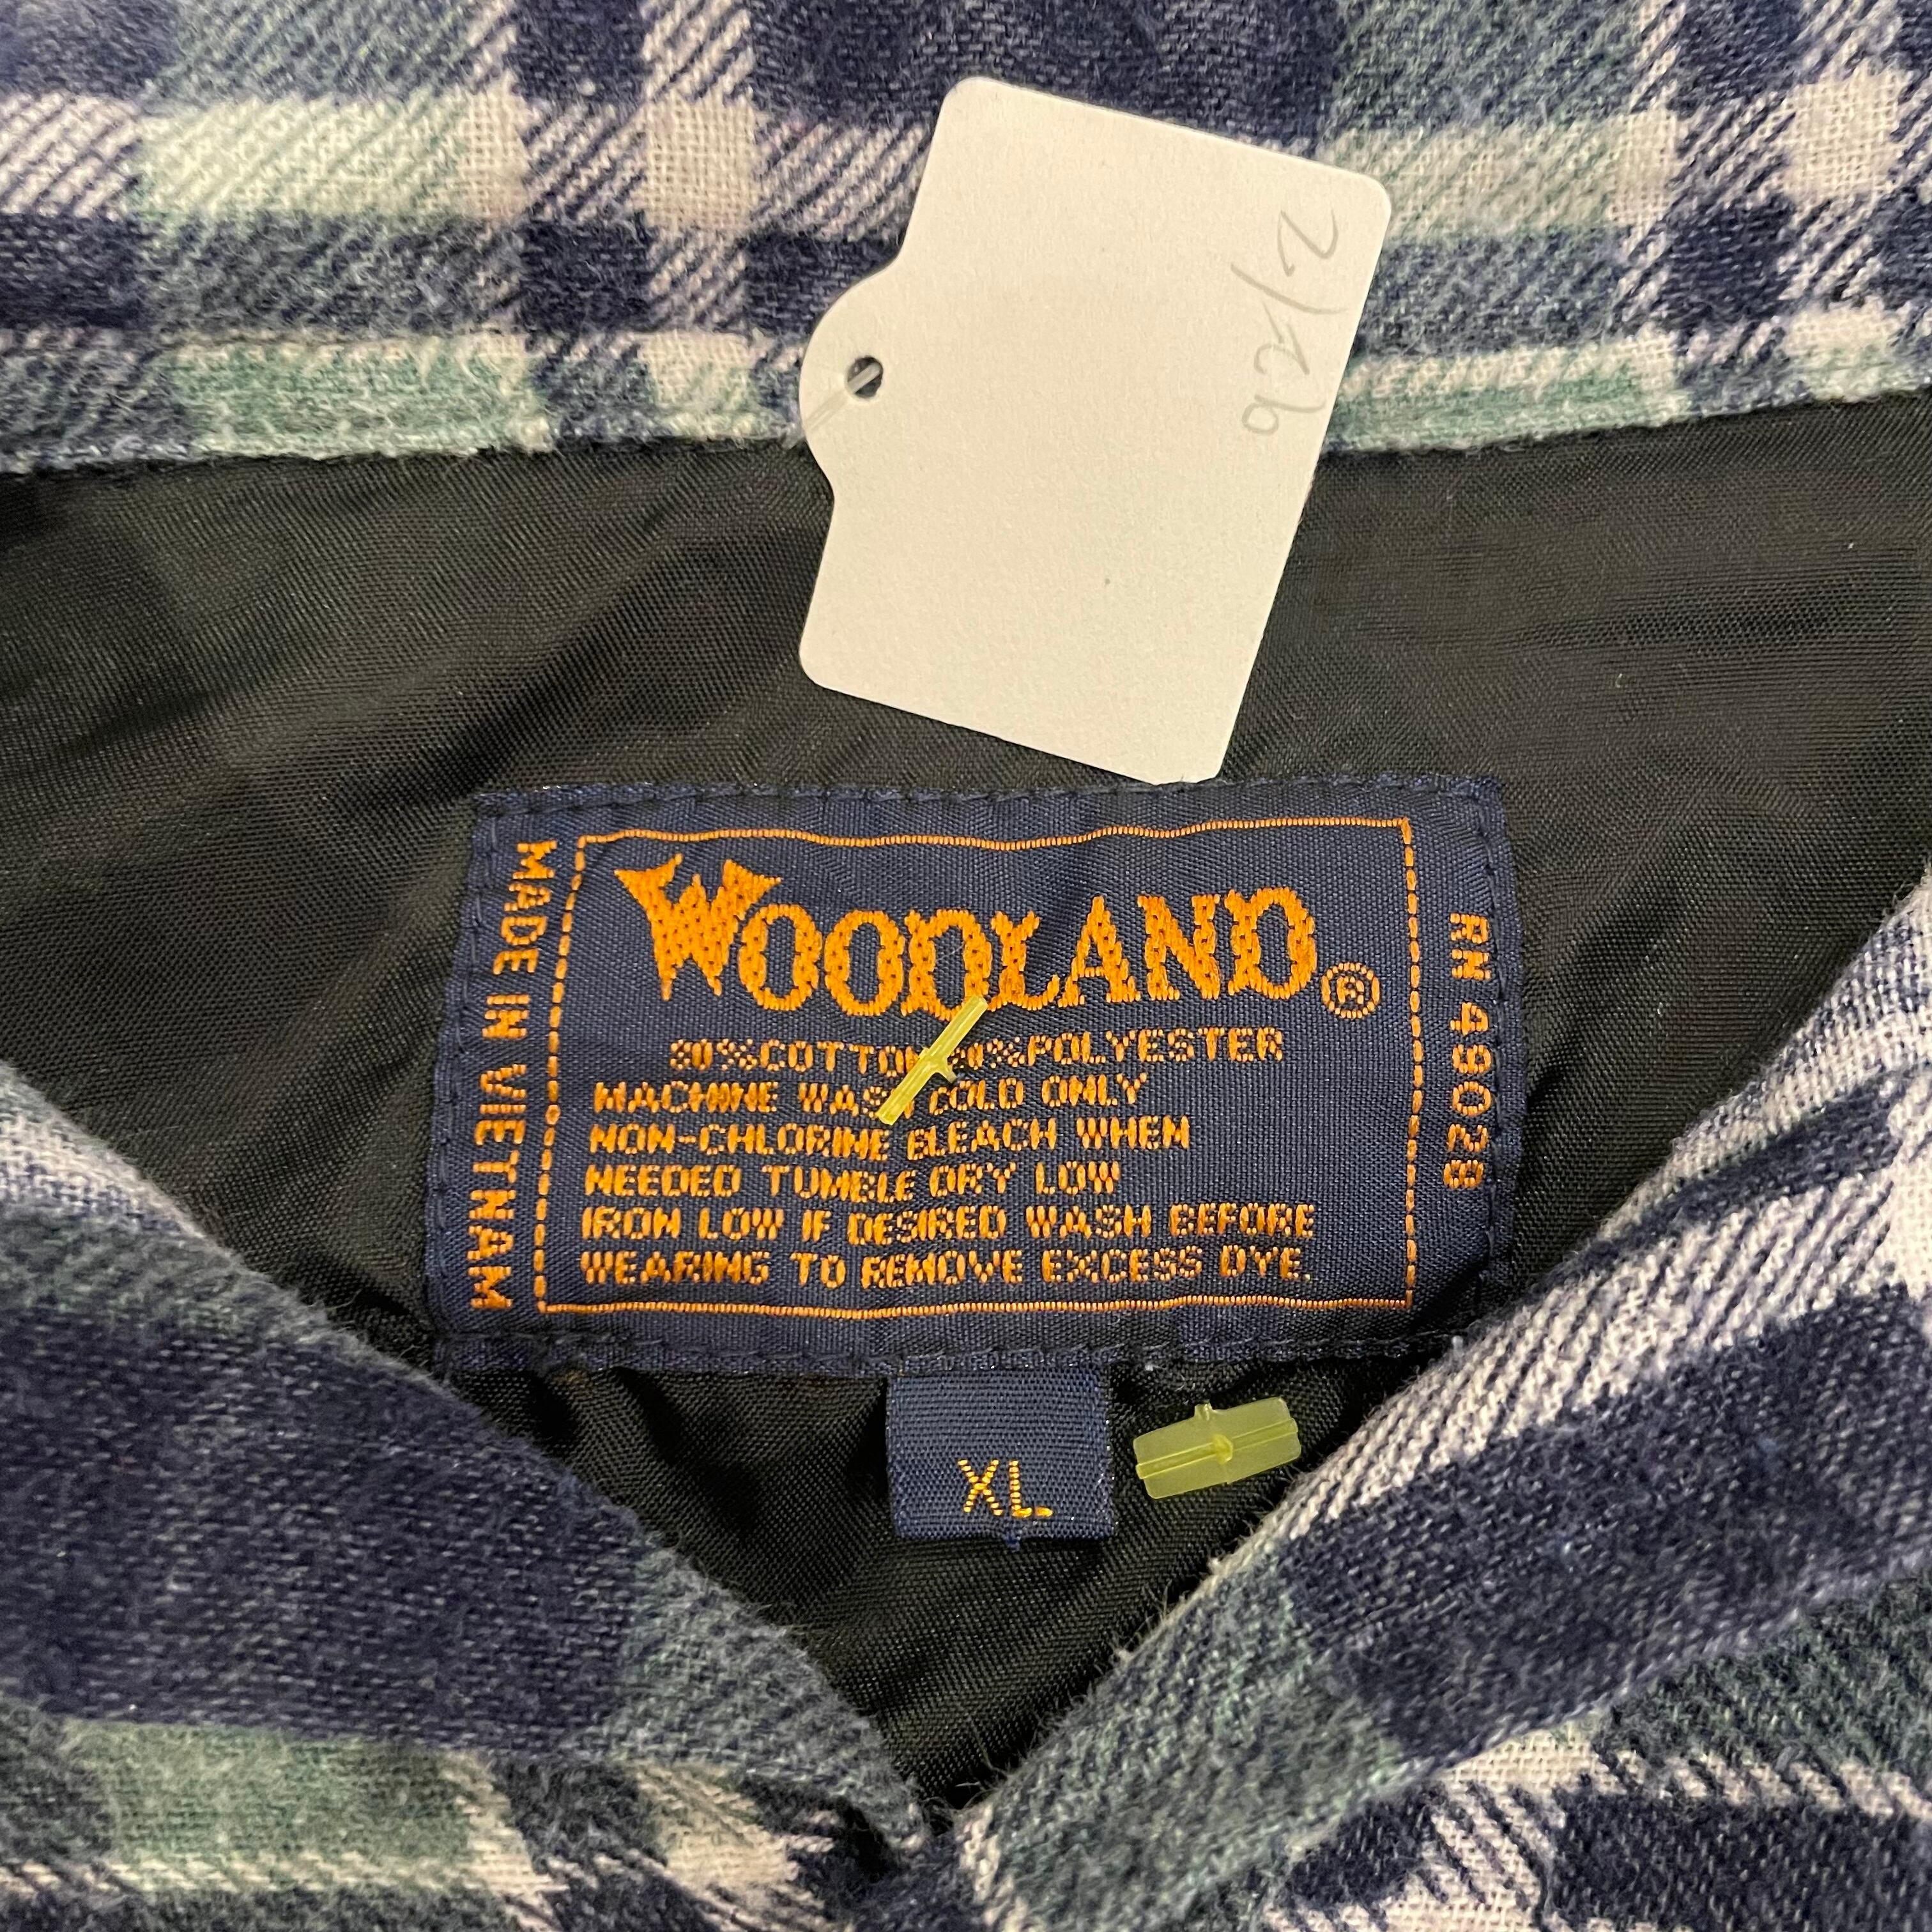 WOODLAND®
80%COTTON 20%POLYESTER
MACHINE WASH COLD ONLY
NON-CHLORINE BLEACH WHEN
NEEDED TUMBLE DRY LOW
IRON LOW IF DESIRED WASH BEFORE
WEARING TO REMOVE EXCESS DYE.
MADE IN VIETNAM
RN 49028
XL